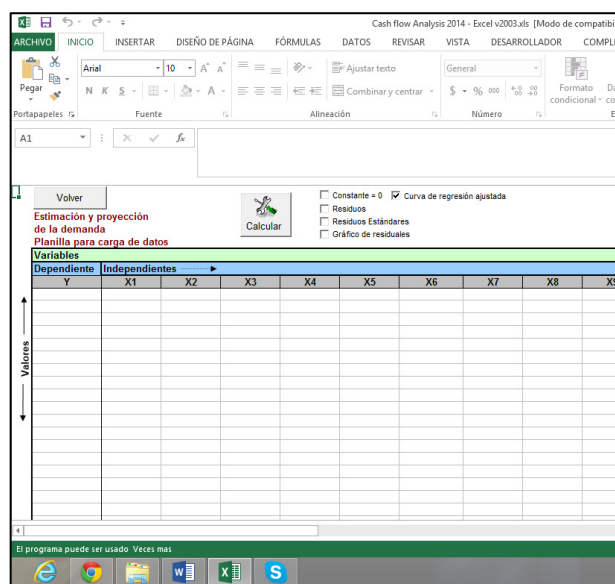 Cash flow Analysis 2014 - Excel v2003.xls [Modo de compatibi
ARCHIVO INICIO INSERTAR DISEÑO DE PÁGINA FÓRMULAS DATOS REVISAR VISTA DESARROLLADOR COMPLE
Pegar
Arial 10 A A
N K S A
Ajustar texto
Combinar y centrar
General
$ % 000
Formato
condicional
Portapapeles Fuente Alineación Número
A1 fx
Volver
Estimación y proyección
de la demanda
Planilla para carga de datos
Calcular
Constante = 0 Curva de regresión ajustada
Residuos
Residuos Estándares
Gráfico de residuales
Variables
Dependiente Independientes
Y X1 X2 X3 X4 X5 X6 X7 X8 X9
Valores
El programa puede ser usado Veces mas